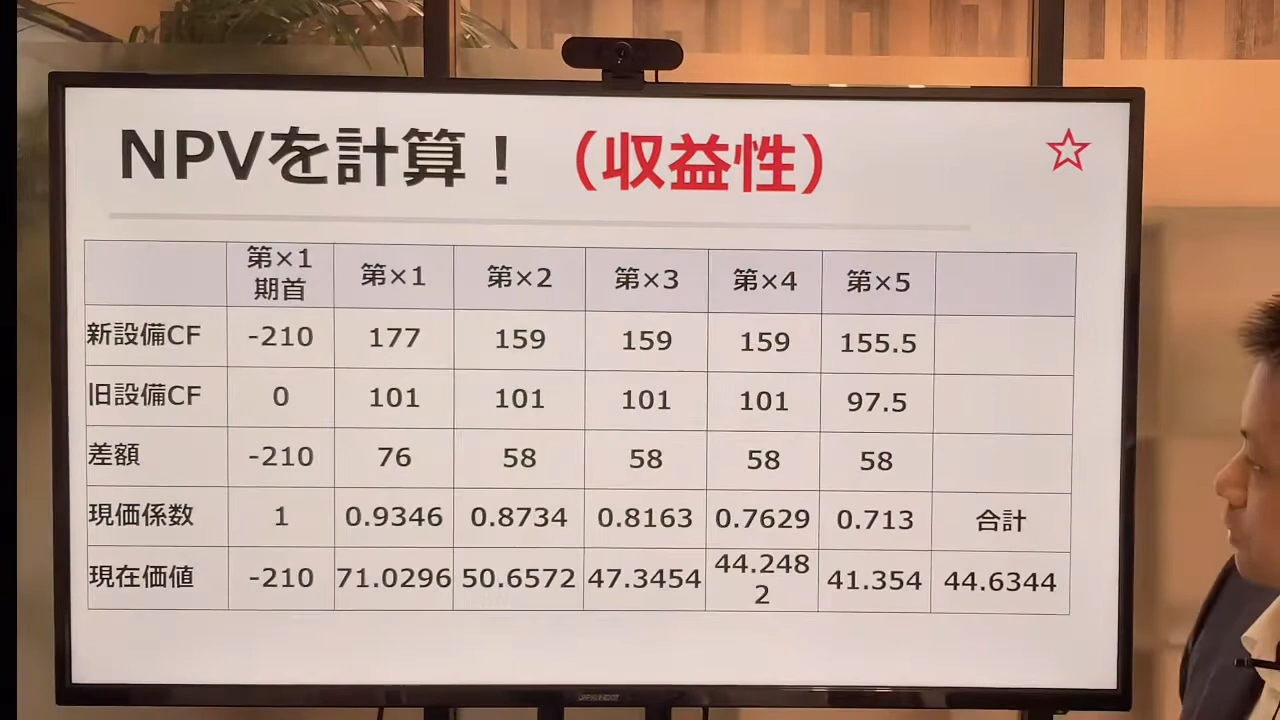 NPVを計算！（収益性）
☆
第×1
期首
第×1
第×2
第×3
第×4
第×5
新設備CF
-210
177
159
159
159
155.5
旧設備CF
0
101
101
101
101
97.5
差額
-210
76
58
58
58
58
現価係数
1
0.9346
0.8734
0.8163
0.7629
0.713
合計
現在価値
-210
71.0296
50.6572
47.3454
44.248
2
41.354
44.6344